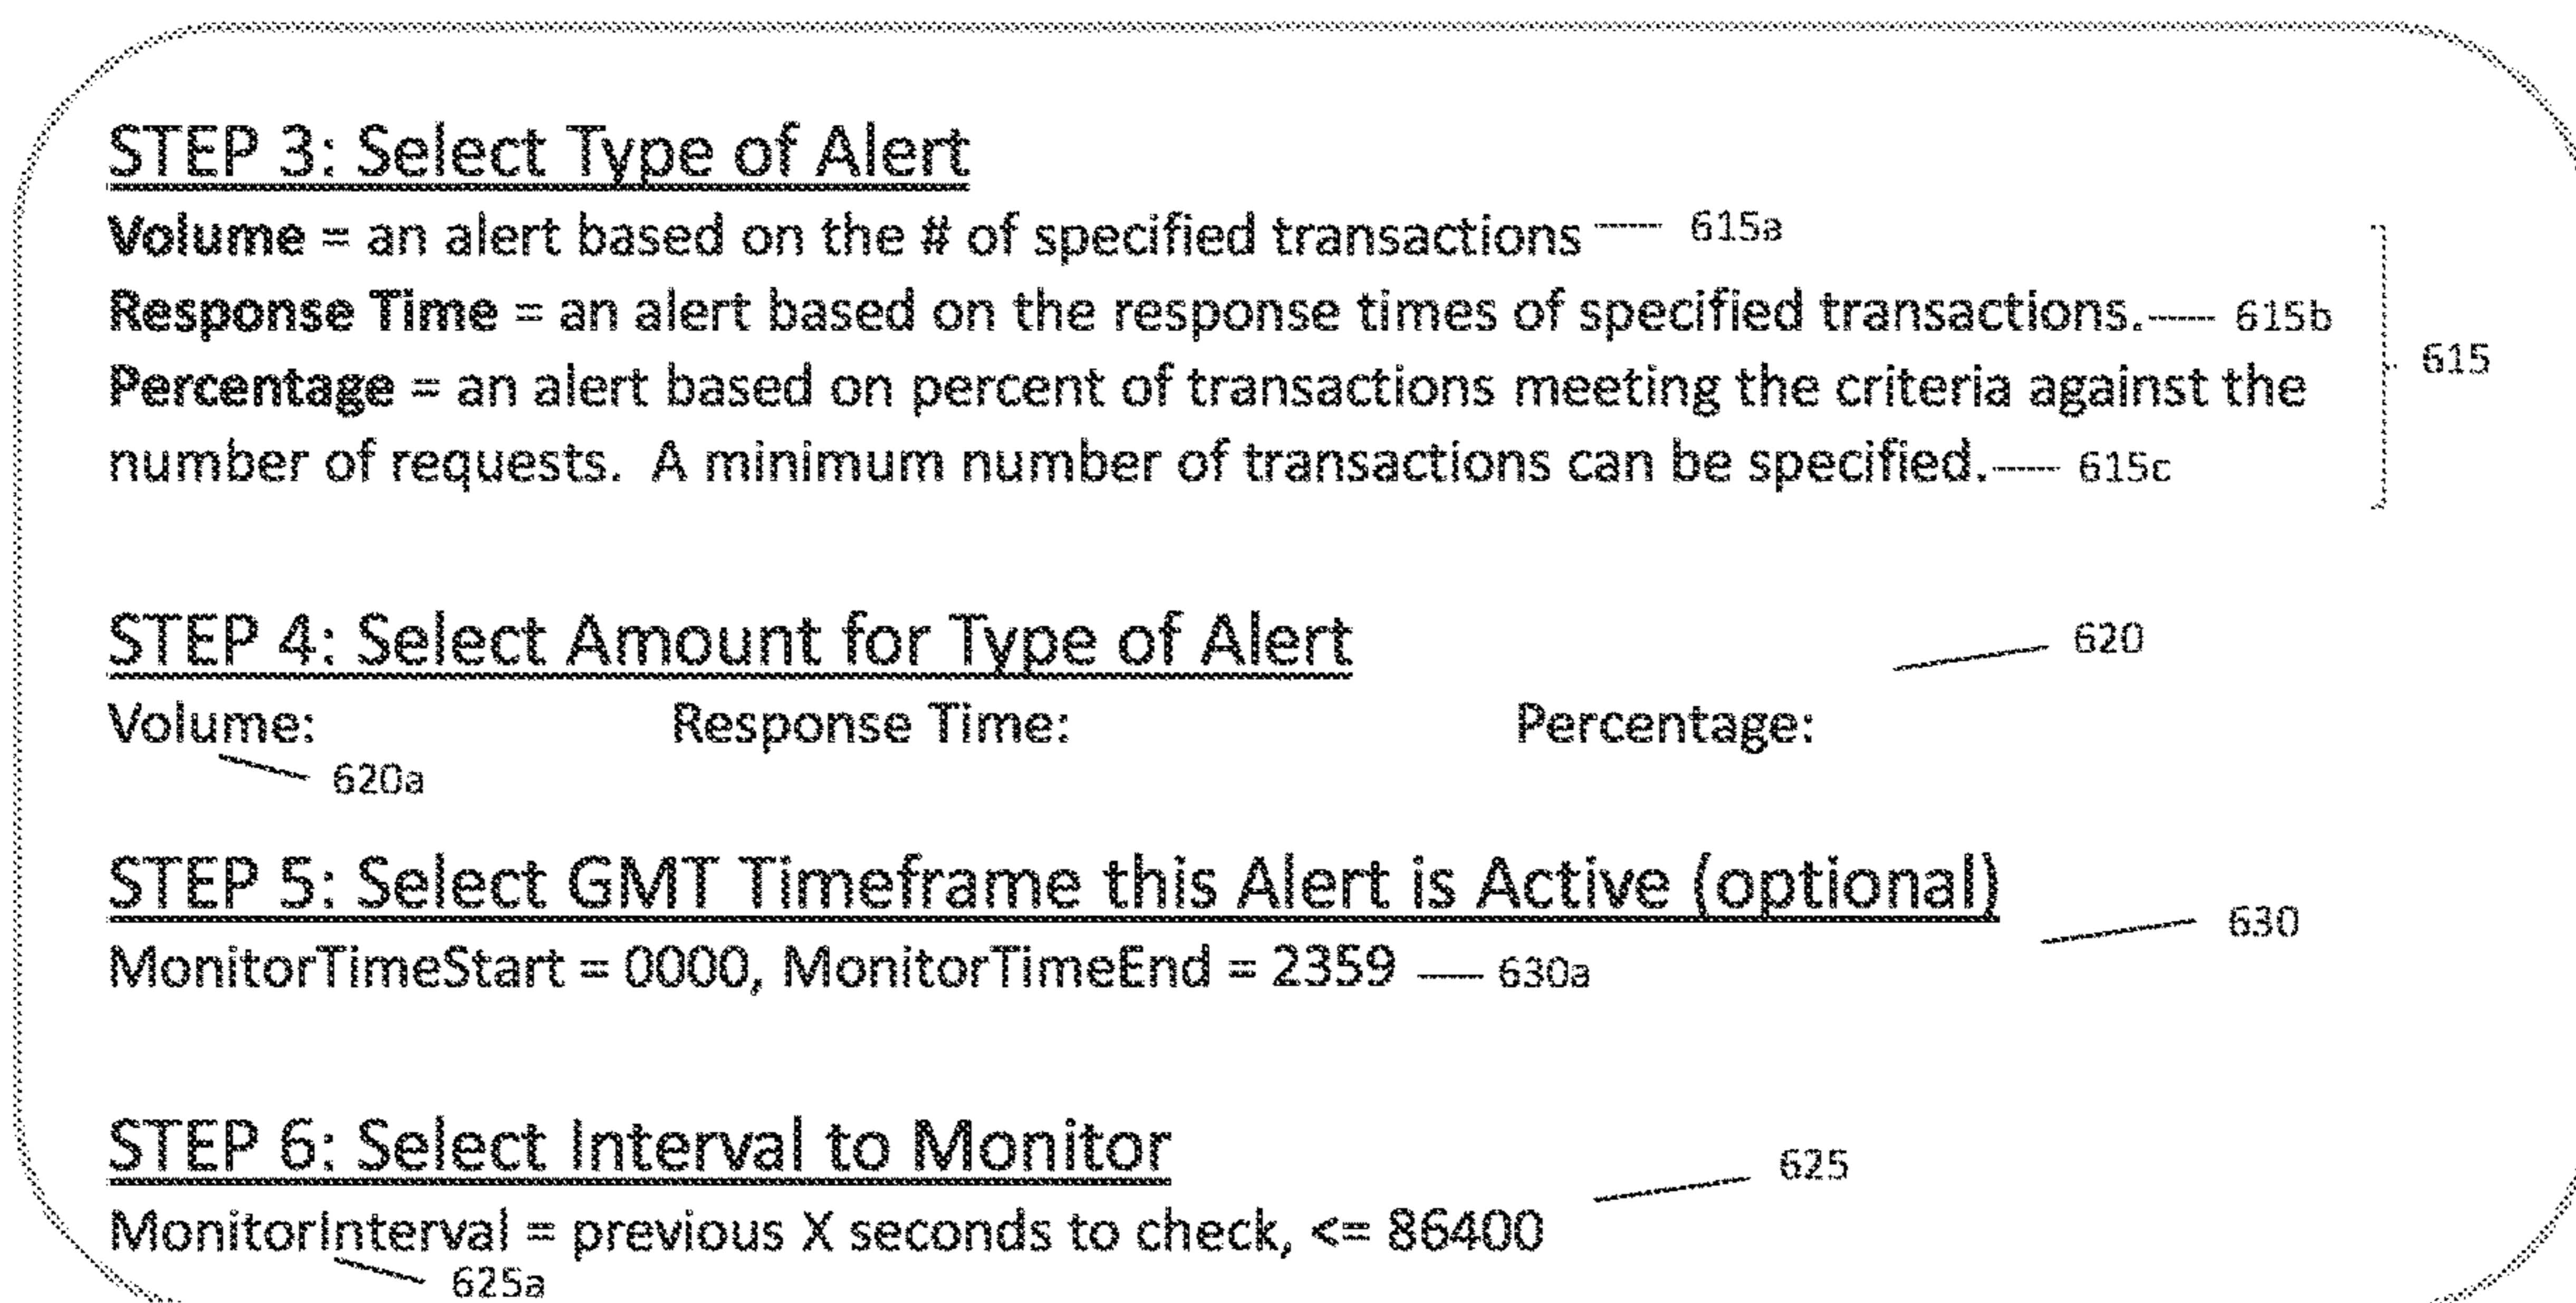 STEP 3: Select Type of Alert
Volume = an alert based on the # of specified transactions 615a
Response Time = an alert based on the response times of specified transactions. 615b
Percentage = an alert based on percent of transactions meeting the criteria against the
615
number of requests. A minimum number of transactions can be specified. 615c
STEP 4: Select Amount for Type of Alert 620
Volume: Response Time: Percentage:
620a
STEP 5: Select GMT Timeframe this Alert is Active (optional) 630
MonitorTimeStart = 0000, MonitorTimeEnd = 2359 630a
STEP 6: Select Interval to Monitor 625
MonitorInterval = previous X seconds to check, <= 86400
625a